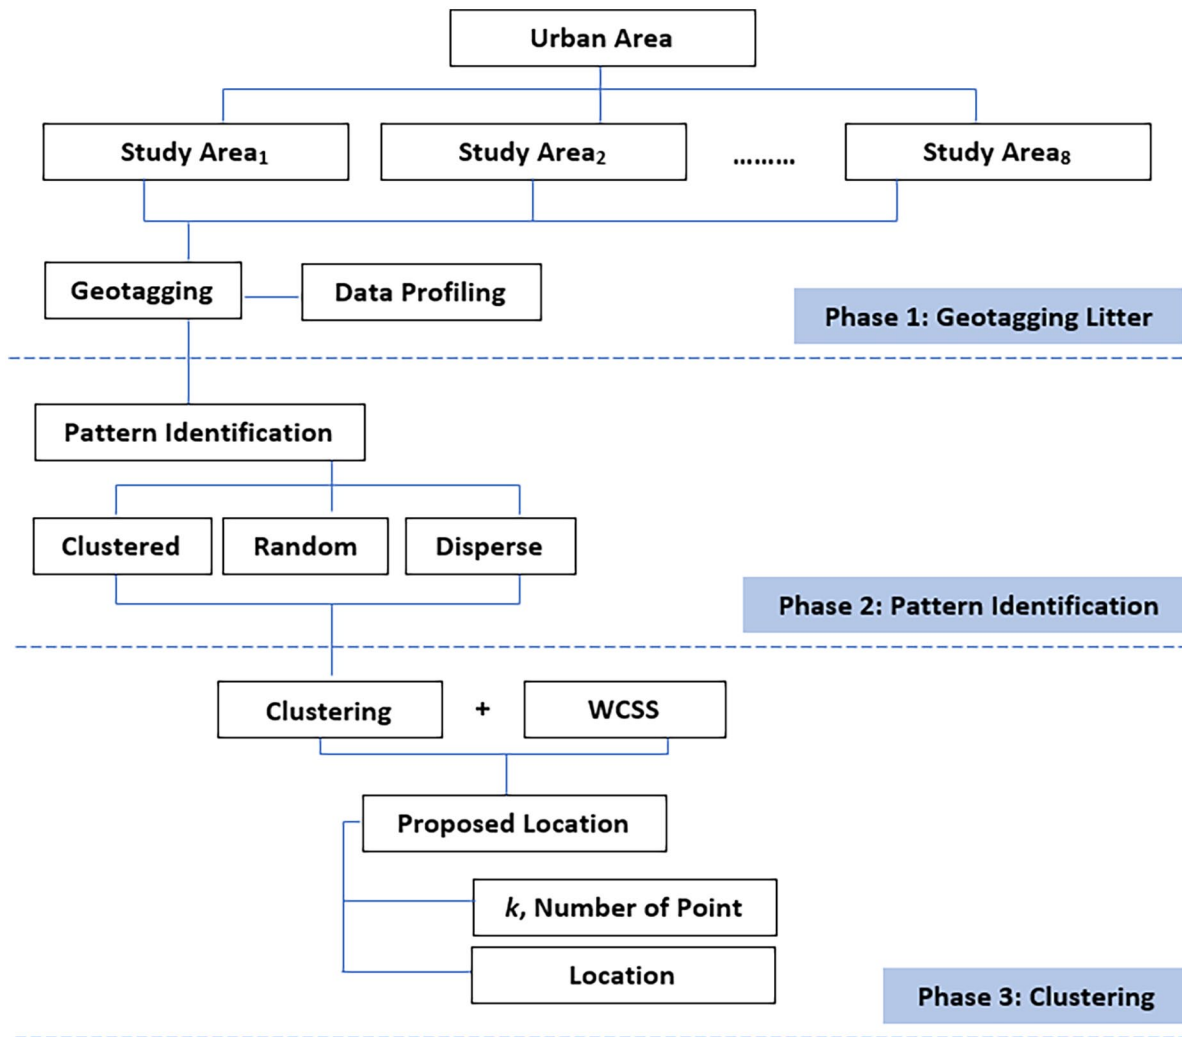 Urban Area
Study Area₁
Study Area₂
.........
Study Area₈
Geotagging
Data Profiling
Phase 1: Geotagging Litter
Pattern Identification
Clustered
Random
Disperse
Phase 2: Pattern Identification
Clustering
+
WCSS
Proposed Location
k, Number of Point
Location
Phase 3: Clustering